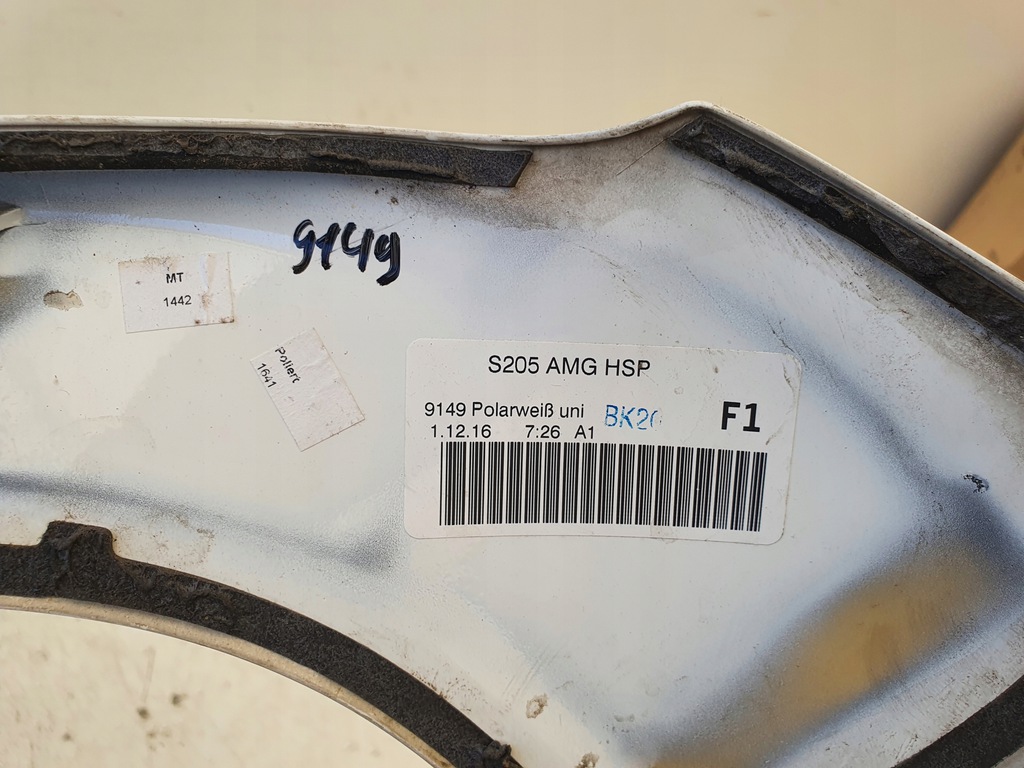 9149
MT
1442
Poliert
1641
S205 AMG HSP
9149 Polarweiß uni BK20 F1
1.12.16 7:26 A1